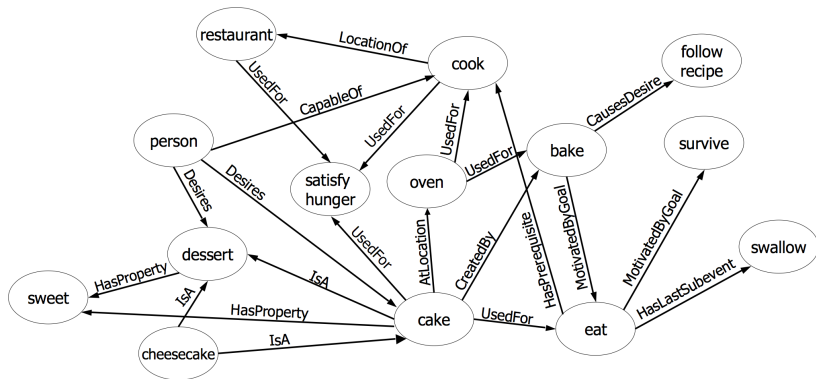 restaurant
LocationOf
cook
follow
recipe
UsedFor
CapableOf
UsedFor
UsedFor
CausesDesire
person
bake
survive
Desires
Desires
satisfy
hunger
oven
UsedFor
dessert
UsedFor
AtLocation
CreatedBy
HasPrerequisite
MotivatedByGoal
MotivatedByGoal
swallow
HasProperty
IsA
sweet
IsA
HasProperty
cake
UsedFor
eat
HasLastSubevent
cheesecake
IsA